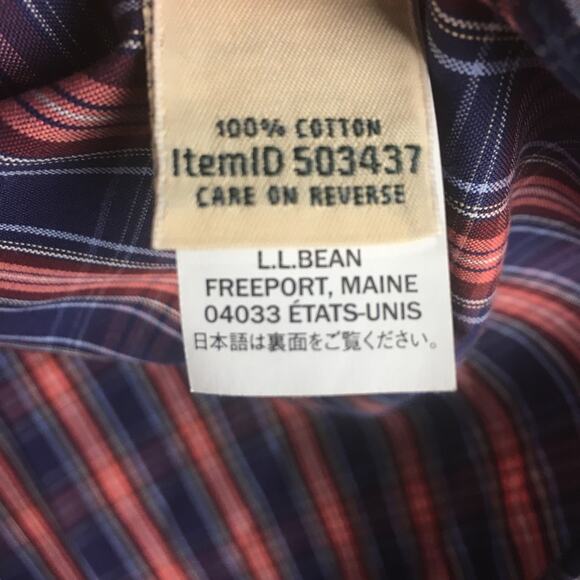 100% COTTON
ItemID 503437
CARE ON REVERSE
L.L.BEAN
FREEPORT, MAINE
04033 ÉTATS-UNIS
日本語は裏面をご覧ください。